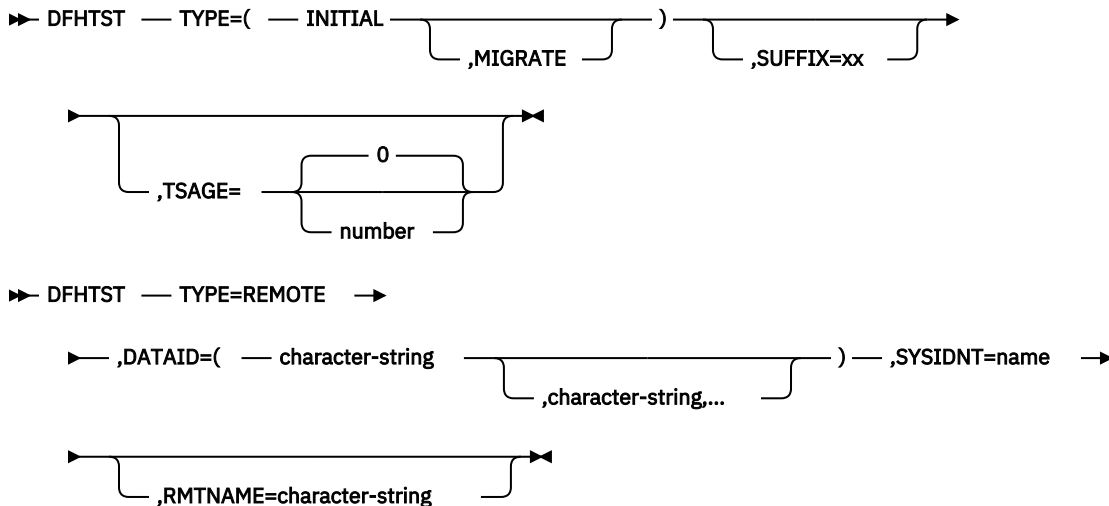 DFHTST TYPE=( INITIAL )
,MIGRATE ,SUFFIX=xx
0
,TSAGE=
number
DFHTST TYPE=REMOTE
,DATAID=( character-string ) ,SYSIDNT=name
,character-string,...
,RMTNAME=character-string